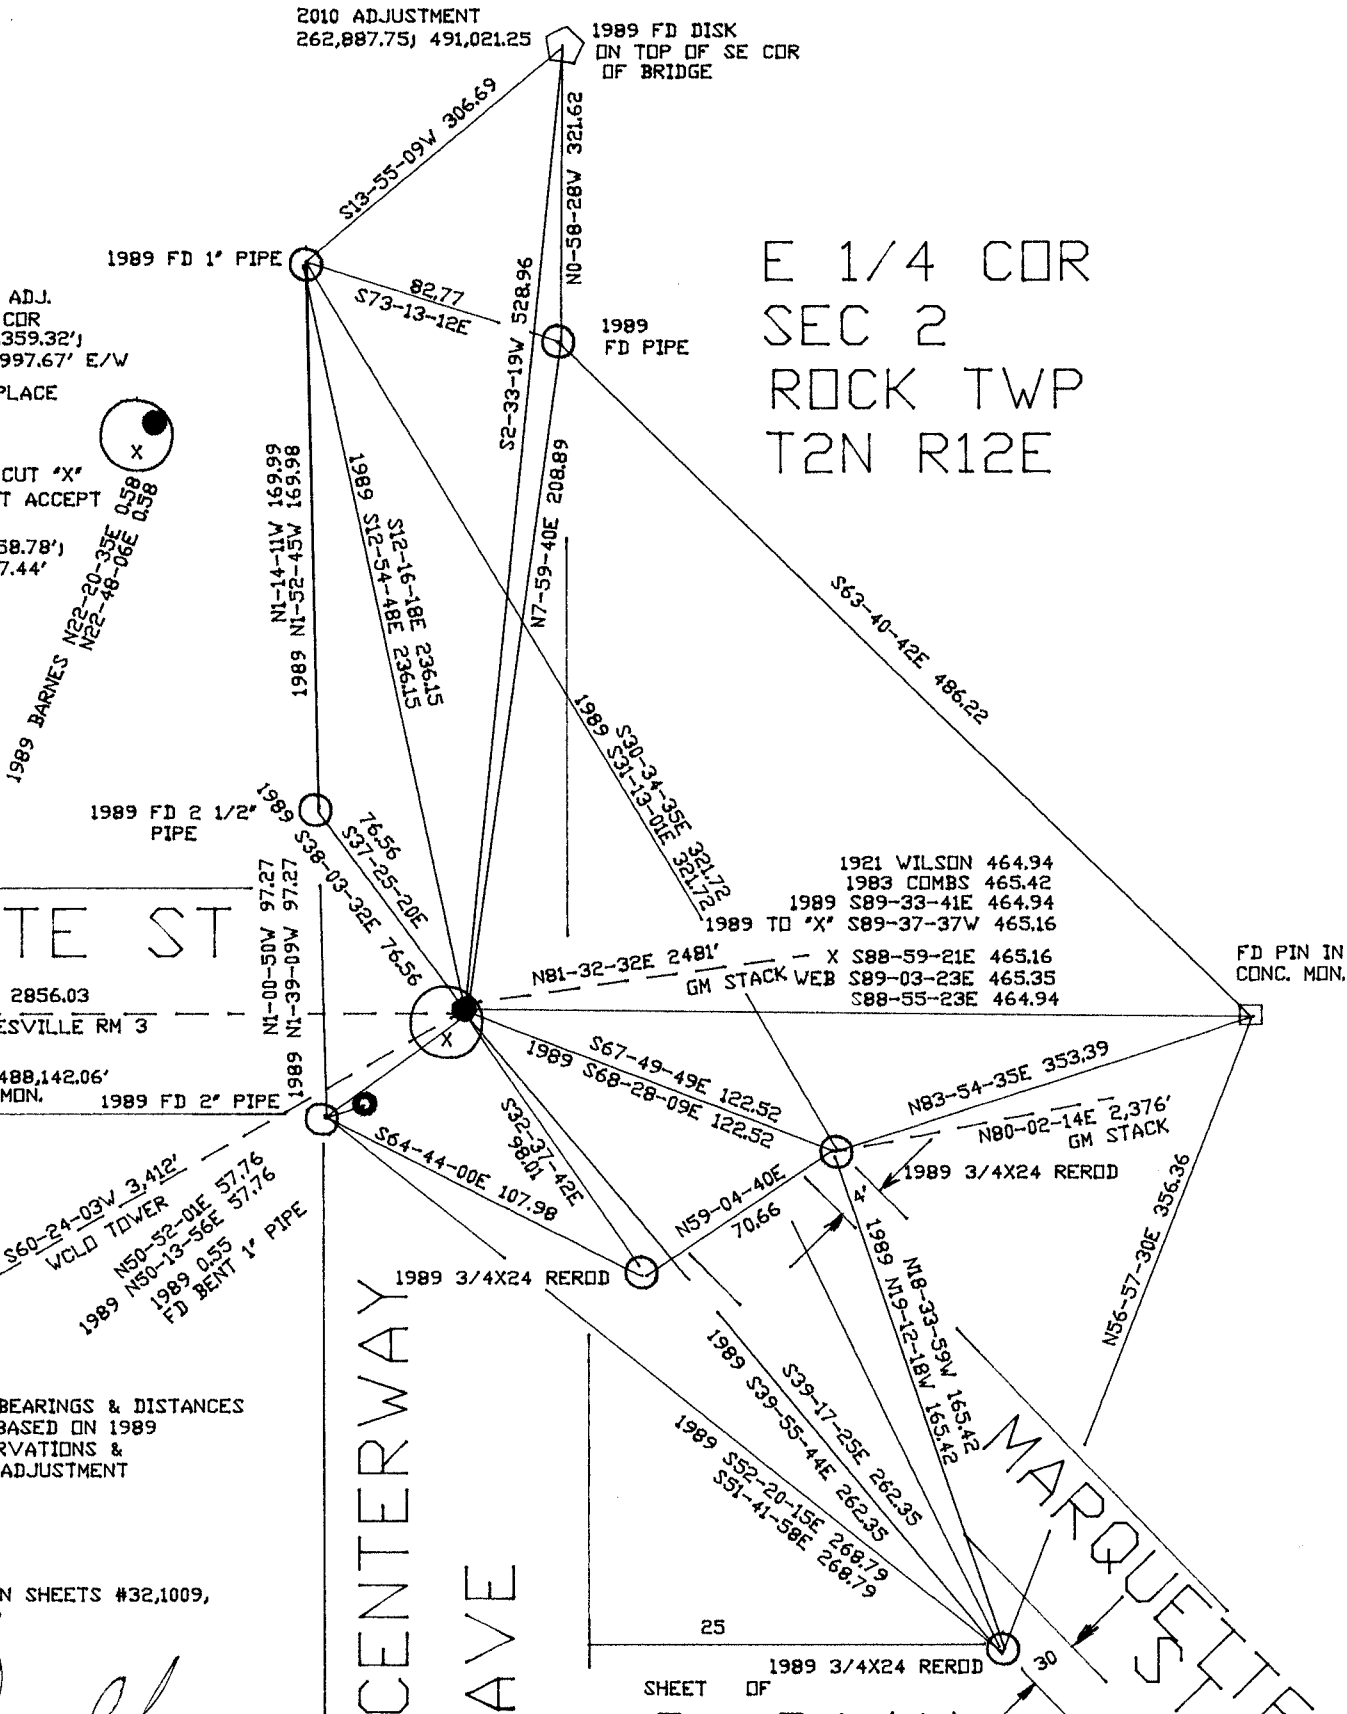 2010 ADJUSTMENT
262,887.75; 491,021.25
1989 FD DISK
ON TOP OF SE COR
OF BRIDGE
S13-55-09W 306.69
N0-58-28W 321.62
1989 FD 1" PIPE
82.77
S73-13-12E
S2-33-19W 528.96
1989
FD PIPE
E 1/4 COR
SEC 2
ROCK TWP
T2N R12E
ADJ.
COR
359.32';
997.67' E/W
PLACE
X
CUT "X"
T ACCEPT
58.78';
7.44'
1989 BARNES N22-20-35E 0.58
N22-48-06E 0.58
N1-14-11W 169.99
1989 N1-52-45W 169.98
S12-16-18E 236.15
1989 S12-54-48E 236.15
N7-59-40E 208.89
S63-40-42E 486.22
S30-34-35E 321.72
1989 S31-13-01E 321.72
1989 FD 2 1/2"
PIPE
76.56
S37-25-20E
1989 S38-03-32E 76.56
1921 WILSON 464.94
1983 COMBS 465.42
1989 S89-33-41E 464.94
1989 TO "X" S89-37-37W 465.16
X S88-59-21E 465.16
WEB S89-03-23E 465.35
S88-55-23E 464.94
N81-32-32E 2481'
GM STACK
FD PIN IN
CONC. MON.
TE ST
N1-00-50W 97.27
1989 N1-39-09W 97.27
2856.03
ESVILLE RM 3
X
488,142.06'
MON.
1989 FD 2" PIPE
S67-49-49E 122.52
1989 S68-28-09E 122.52
N83-54-35E 353.39
N80-02-14E 2,376'
GM STACK
S32-37-42E
98.01
S64-44-00E 107.98
N59-04-40E
70.66
4'
1989 3/4X24 REROD
S60-24-03W 3,412'
WCLO TOWER
N50-52-01E 57.76
1989 N50-13-56E 57.76
1989 0.55
FD BENT 1" PIPE
1989 3/4X24 REROD
N56-57-30E 356.36
N18-33-59W 165.42
1989 N19-12-18W 165.42
S39-17-25E 262.35
1989 S39-55-44E 262.35
1989 S52-20-15E 268.79
S51-41-58E 268.79
BEARINGS & DISTANCES
BASED ON 1989
RVATIONS &
ADJUSTMENT
CENTERWAY
AVE
MARQUETTE
ST
N SHEETS #32,1009,
25
1989 3/4X24 REROD
30
SHEET OF